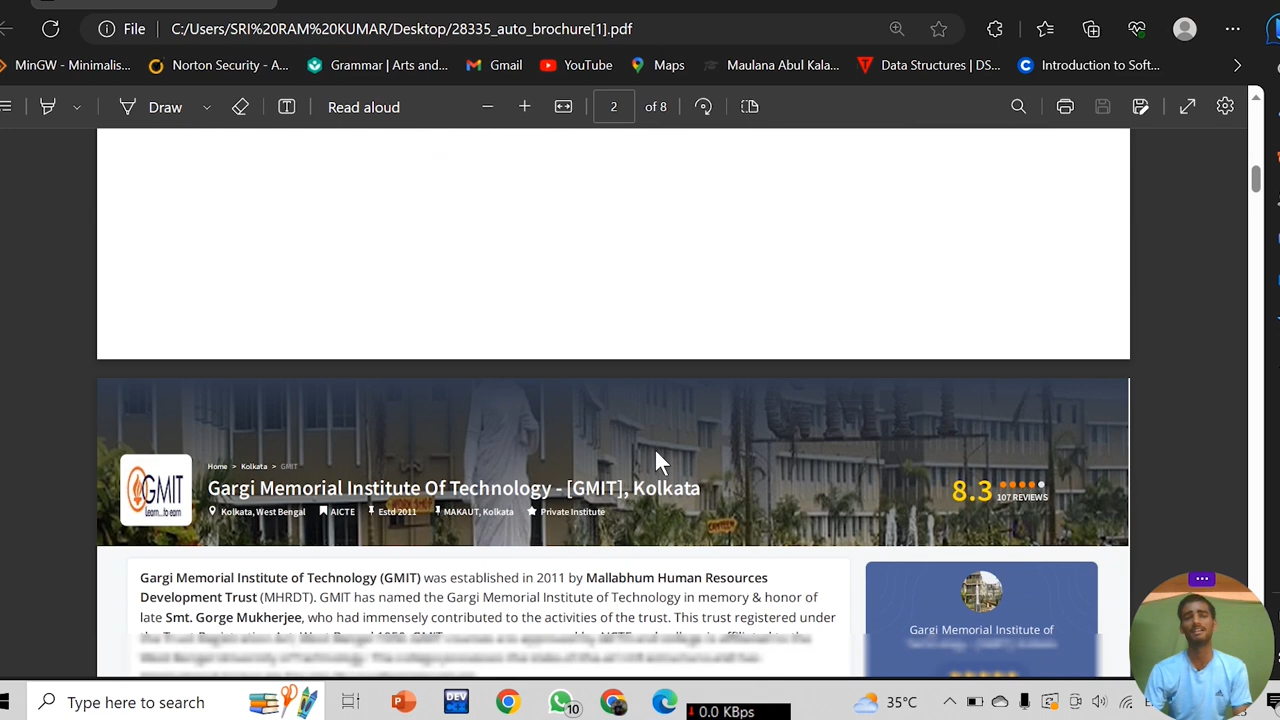 File C:/Users/SRI%20RAM%20KUMAR/Desktop/28335_auto_brochure[1].pdf
MinGW - Minimalis... Norton Security - A... Grammar | Arts and... Gmail YouTube Maps Maulana Abul Kala... Data Structures | DS... Introduction to Soft...
Draw Read aloud 2 of 8
Home > Kolkata > GMIT
GMIT
Learn...to earn
Gargi Memorial Institute Of Technology - [GMIT], Kolkata
8.3 107 REVIEWS
Kolkata, West Bengal AICTE Estd 2011 MAKAUT, Kolkata Private Institute
CANTEEN
Gargi Memorial Institute of Technology (GMIT) was established in 2011 by Mallabhum Human Resources
Development Trust (MHRDT). GMIT has named the Gargi Memorial Institute of Technology in memory & honor of
late Smt. Gorge Mukherjee, who had immensely contributed to the activities of the trust. This trust registered under
Gargi Memorial Institute of
Type here to search
DEV
10
0.0 KBps
35°C